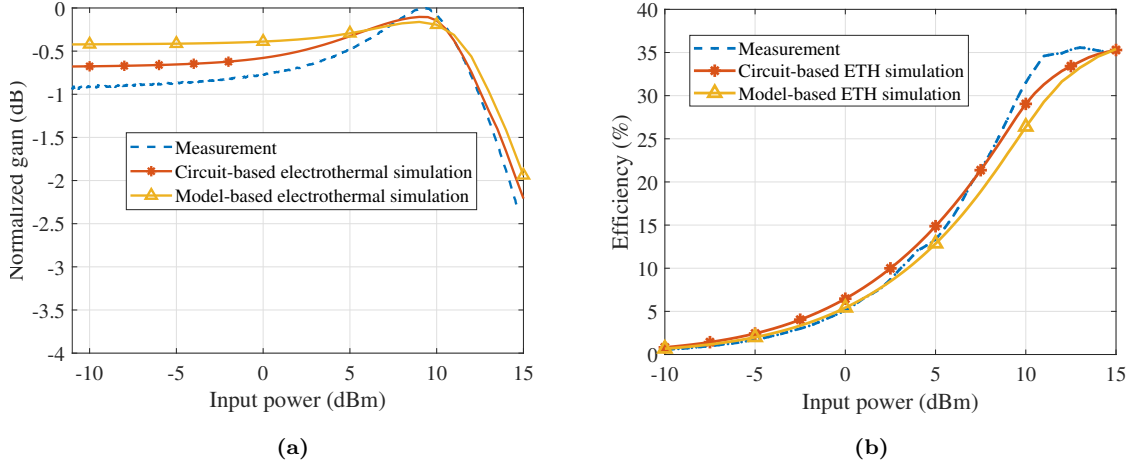 0
-0.5
-1
-1.5
-2
-2.5
-3
-3.5
-4
-10 -5 0 5 10 15
Normalized gain (dB)
Input power (dBm)
Measurement
Circuit-based electrothermal simulation
Model-based electrothermal simulation
(a)
40
35
30
25
20
15
10
5
0
-10 -5 0 5 10 15
Efficiency (%)
Input power (dBm)
Measurement
Circuit-based ETH simulation
Model-based ETH simulation
(b)